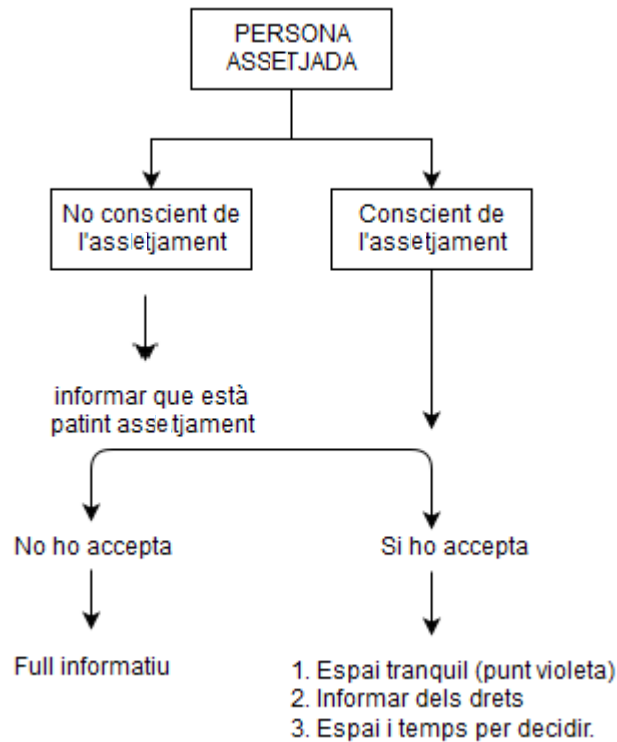 PERSONA
ASSETJADA
No conscient de
l'assetjament
Conscient de
l'assetjament
informar que està
patint assetjament
No ho accepta
Si ho accepta
Full informatiu
1. Espai tranquil (punt violeta)
2. Informar dels drets
3. Espai i temps per decidir.